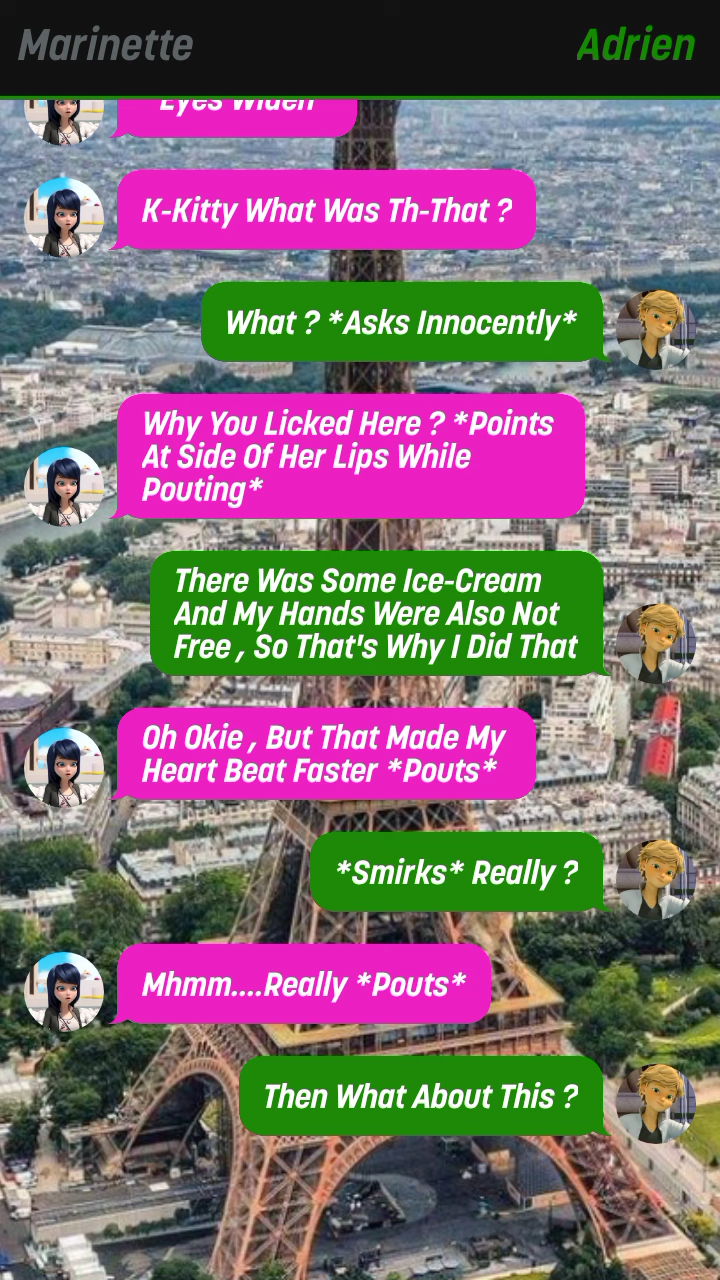 Marinette
Adrien
Eyes Widen
K-Kitty What Was Th-That ?
What ? *Asks Innocently*
Why You Licked Here ? *Points
At Side Of Her Lips While
Pouting*
There Was Some Ice-Cream
And My Hands Were Also Not
Free , So That's Why I Did That
Oh Okie , But That Made My
Heart Beat Faster *Pouts*
*Smirks* Really ?
Mhmm....Really *Pouts*
Then What About This ?